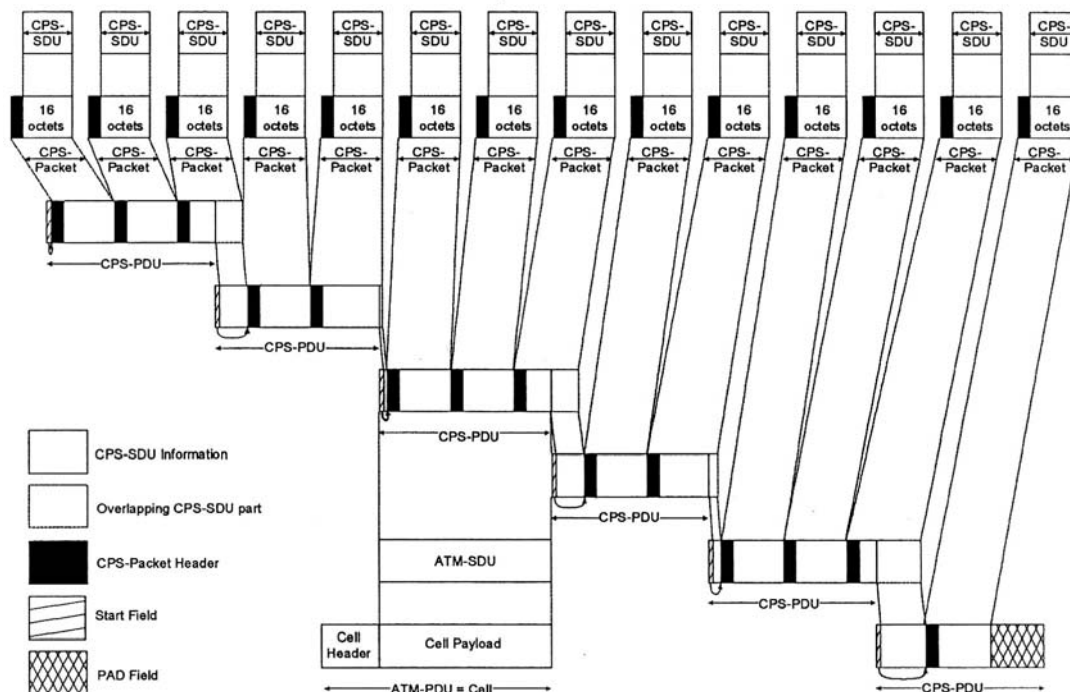 CPS- CPS- CPS- CPS- CPS- CPS- CPS- CPS- CPS- CPS- CPS- CPS- CPS- CPS-
SDU SDU SDU SDU SDU SDU SDU SDU SDU SDU SDU SDU SDU SDU
16 16 16 16 16 16 16 16 16 16 16 16 16 16
octets octets octets octets octets octets octets octets octets octets octets octets octets octets
CPS- CPS- CPS- CPS- CPS- CPS- CPS- CPS- CPS- CPS- CPS- CPS- CPS- CPS-
Packet Packet Packet Packet Packet Packet Packet Packet Packet Packet Packet Packet Packet Packet
CPS-PDU
CPS-PDU
CPS-PDU
CPS-PDU
CPS-PDU
CPS-PDU
CPS-SDU Information
Overlapping CPS-SDU part
CPS-Packet Header
Start Field
PAD Field
ATM-SDU
Cell
Header
Cell Payload
ATM-PDU = Cell